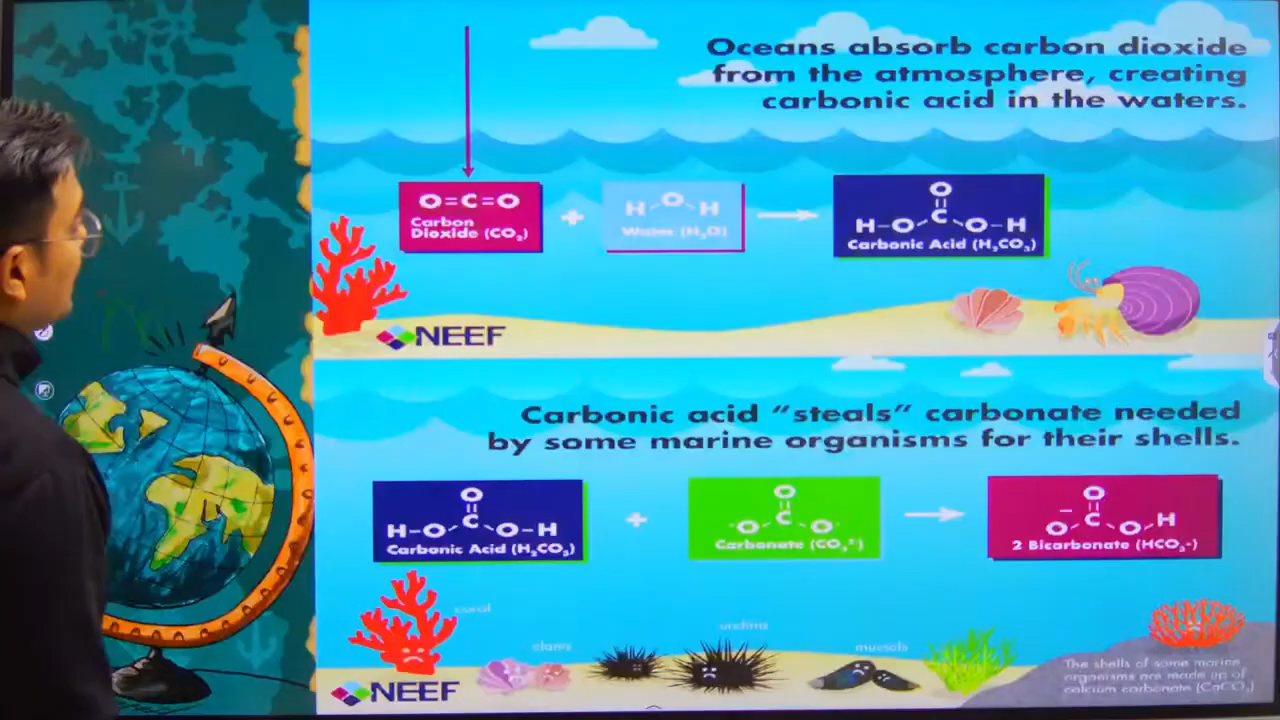 Oceans absorb carbon dioxide
from the atmosphere, creating
carbonic acid in the waters.
O=C=O
Carbon
Dioxide (CO₂)
+
H O H
Water (H₂O)
O
C
H-O O-H
Carbonic Acid (H₂CO₃)
NEEF
Carbonic acid “steals” carbonate needed
by some marine organisms for their shells.
O
C
H-O O-H
Carbonic Acid (H₂CO₃)
+
O
C
-O O-
Carbonate (CO₃²⁻)
O
C
⁻O O H
2 Bicarbonate (HCO₃-)
coral
clams
urchins
mussels
NEEF
The shells of some marine
organisms are made up of
calcium carbonate (CaCO₃)